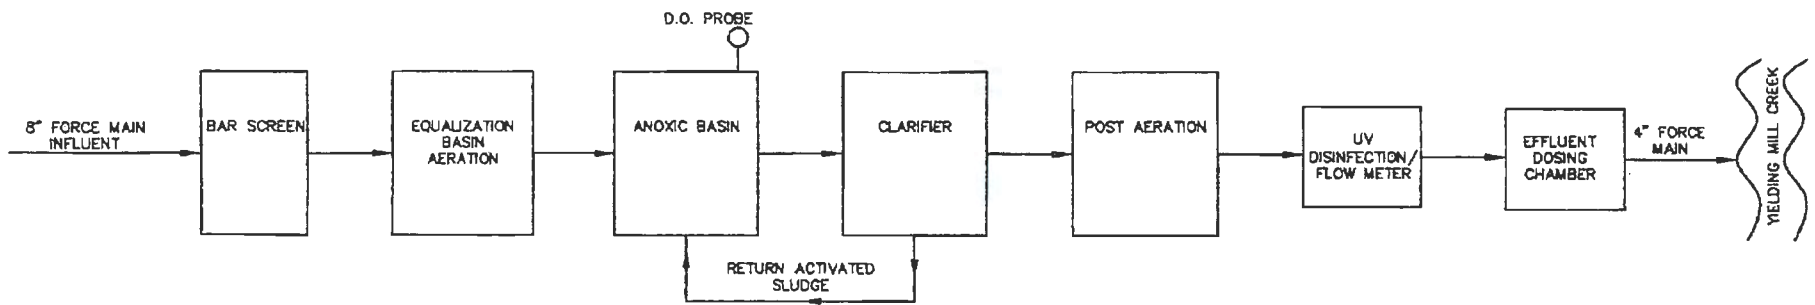 D.O. PROBE
8" FORCE MAIN
INFLUENT
BAR SCREEN
EQUALIZATION
BASIN
AERATION
ANOXIC BASIN
CLARIFIER
POST AERATION
UV
DISINFECTION/
FLOW METER
EFFLUENT
DOSING
CHAMBER
4" FORCE
MAIN
YIELDING MILL CREEK
RETURN ACTIVATED
SLUDGE